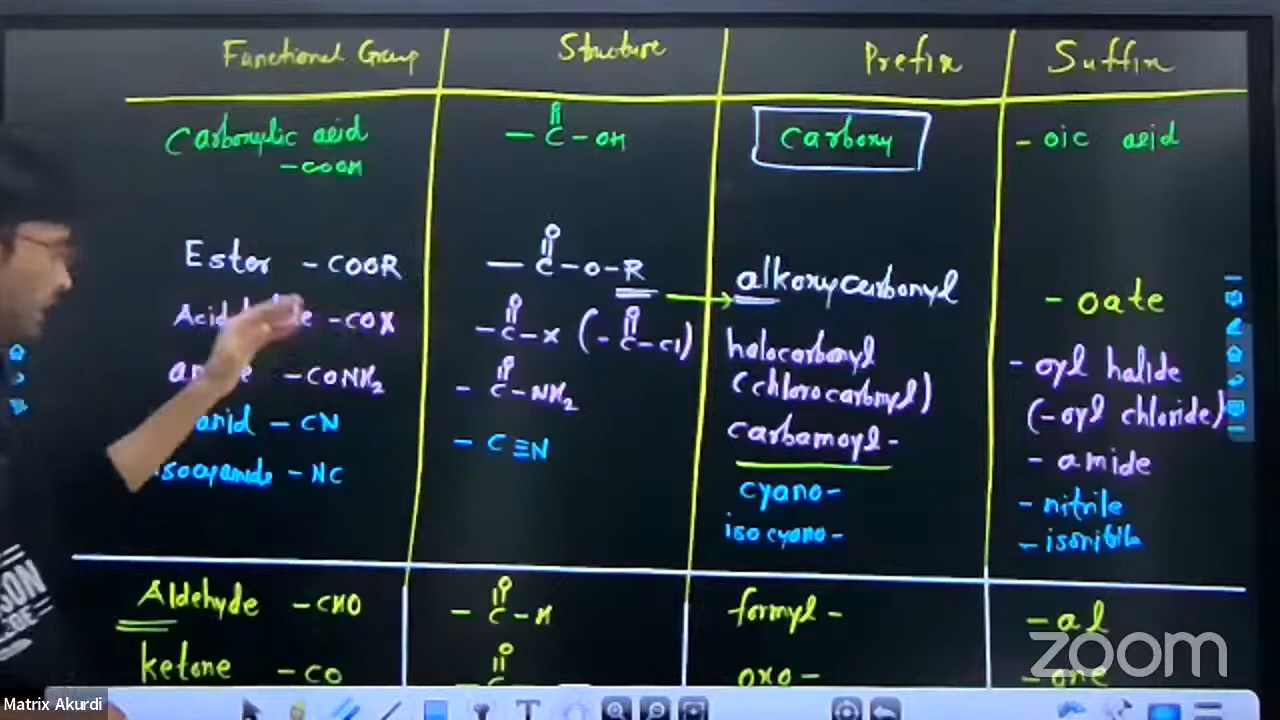 Functional Group Structure Prefix Suffix
Carboxylic acid - COOH
O
|| 
- C - OH carboxy - oic acid
Ester - COOR
O
||
- C - O - R alkoxycarbonyl - oate
Acid - COX
O
||
- C - X ( - C - Cl) halocarbonyl - oyl halide
O
||
(chlorocarbonyl) (- oyl chloride)
- CONH2
O
||
- C - NH2 carbamoyl - - amide
- CN - C ≡ N cyano - - nitrile
- NC isocyano -
Aldehyde - CHO
O
||
- C - H formyl - - al
ketone - CO
O
||
- C - oxo - - one
zoom
Matrix Akurdi